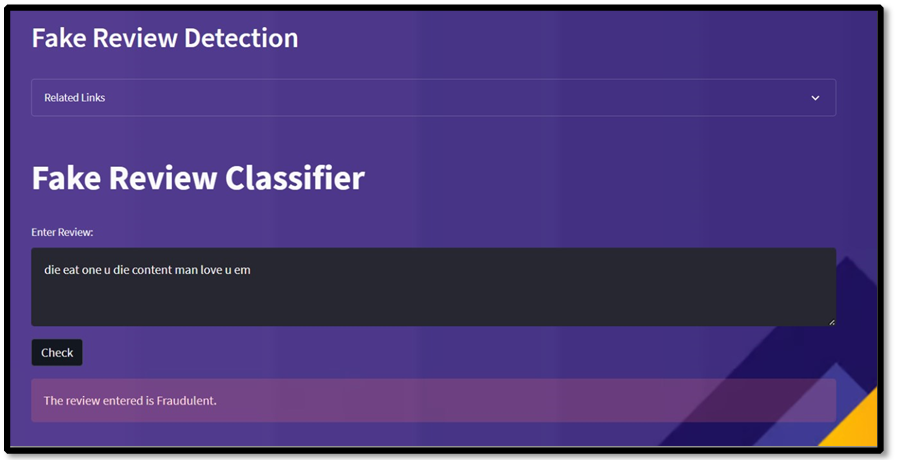 Fake Review Detection
Related Links
Fake Review Classifier
Enter Review:
die eat one u die content man love u em
Check
The review entered is Fraudulent.